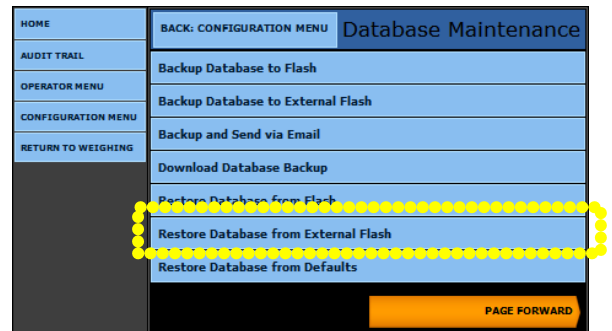 HOME
AUDIT TRAIL
OPERATOR MENU
CONFIGURATION MENU
RETURN TO WEIGHING
BACK: CONFIGURATION MENU
Database Maintenance
Backup Database to Flash
Backup Database to External Flash
Backup and Send via Email
Download Database Backup
Restore Database from Flash
Restore Database from External Flash
Restore Database from Defaults
PAGE FORWARD